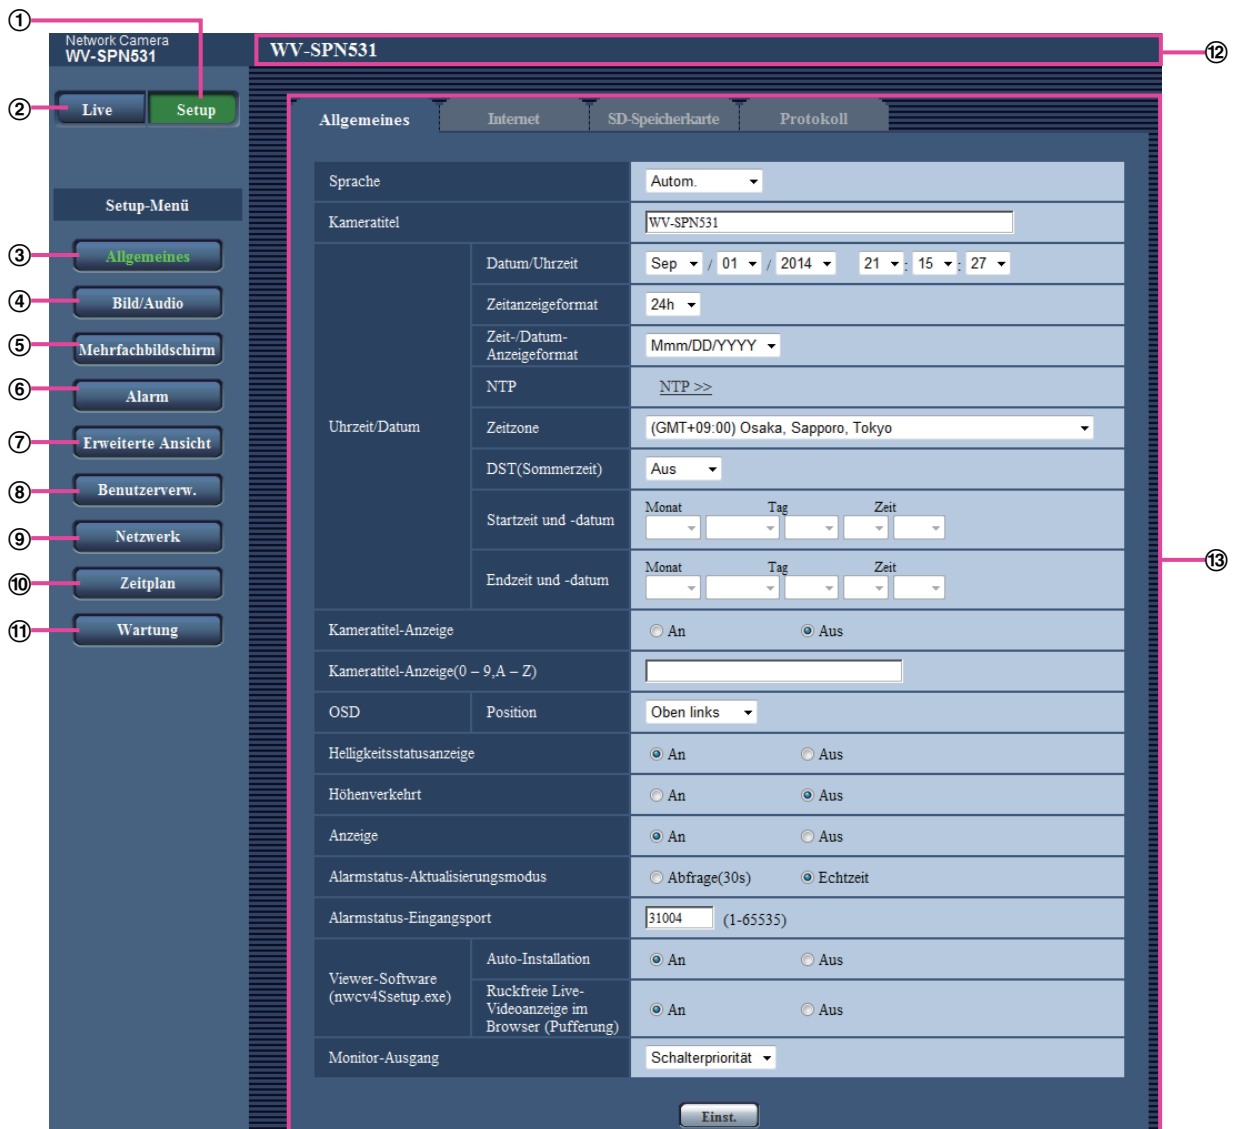 ①
Network Camera
WV-SPN531
WV-SPN531
⑫
② Live Setup
Allgemeines Internet SD-Speicherkarte Protokoll
Setup-Menü
③ Allgemeines
④ Bild/Audio
⑤ Mehrfachbildschirm
⑥ Alarm
⑦ Erweiterte Ansicht
⑧ Benutzerverw.
⑨ Netzwerk
⑩ Zeitplan
⑪ Wartung
Sprache Autom.
Kameratitel WV-SPN531
Uhrzeit/Datum
Datum/Uhrzeit Sep / 01 / 2014 21 : 15 : 27
Zeitanzeigeformat 24h
Zeit-/Datum-
Anzeigeformat Mmm/DD/YYYY
NTP NTP >>
Zeitzone (GMT+09:00) Osaka, Sapporo, Tokyo
DST(Sommerzeit) Aus
Startzeit und -datum Monat Tag Zeit
Endzeit und -datum Monat Tag Zeit
⑬
Kameratitel-Anzeige An Aus
Kameratitel-Anzeige(0 – 9,A – Z)
OSD Position Oben links
Helligkeitsstatusanzeige An Aus
Höhenverkehrt An Aus
Anzeige An Aus
Alarmstatus-Aktualisierungsmodus Abfrage(30s) Echtzeit
Alarmstatus-Eingangsport 31004 (1-65535)
Viewer-Software
(nwcv4Ssetup.exe)
Auto-Installation An Aus
Ruckfreie Live-
Videoanzeige im
Browser (Pufferung) An Aus
Monitor-Ausgang Schalterpriorität
Einst.